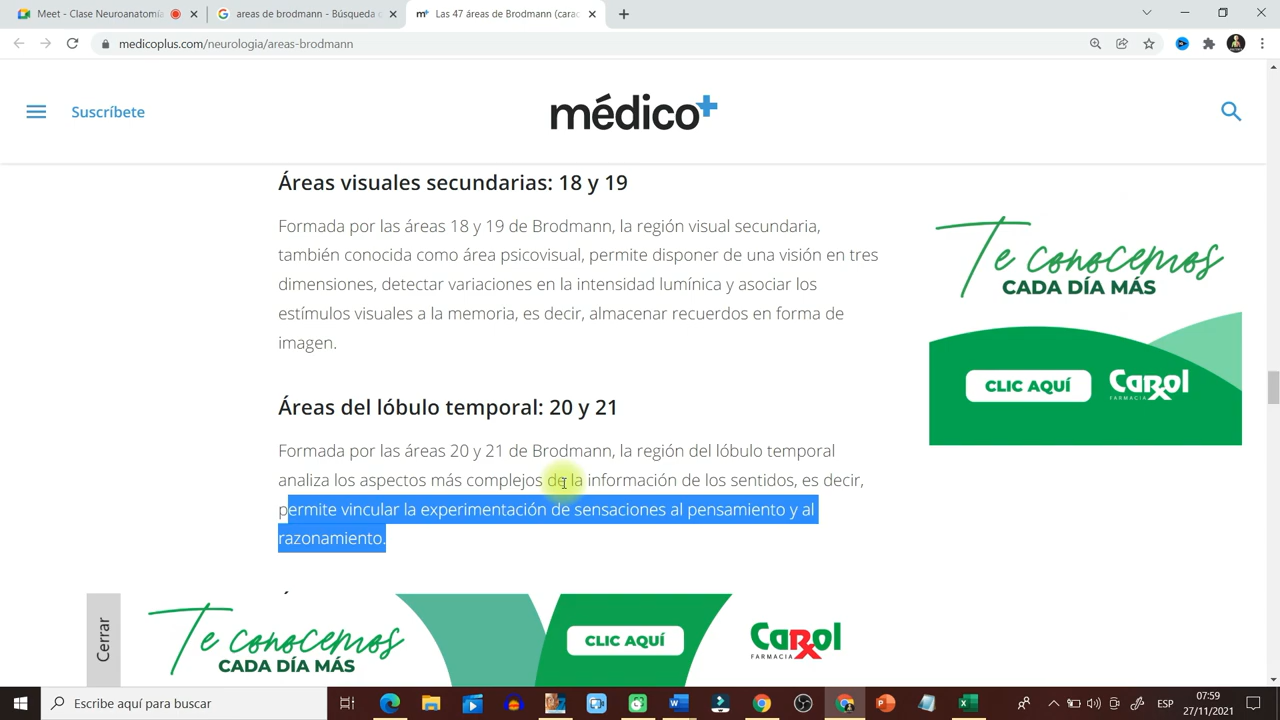 Meet - Clase Neuroanatomía
areas de brodmann - Búsqueda d
Las 47 áreas de Brodmann (carac
medicoplus.com/neurologia/areas-brodmann
Suscríbete
médico+
Áreas visuales secundarias: 18 y 19
Formada por las áreas 18 y 19 de Brodmann, la región visual secundaria,
también conocida como área psicovisual, permite disponer de una visión en tres
dimensiones, detectar variaciones en la intensidad lumínica y asociar los
estímulos visuales a la memoria, es decir, almacenar recuerdos en forma de
imagen.
Áreas del lóbulo temporal: 20 y 21
Formada por las áreas 20 y 21 de Brodmann, la región del lóbulo temporal
analiza los aspectos más complejos de la información de los sentidos, es decir,
permite vincular la experimentación de sensaciones al pensamiento y al
razonamiento.
Te conocemos
CADA DÍA MÁS
CLIC AQUÍ
Carol
FARMACIA
Cerrar
Te conocemos
CADA DÍA MÁS
CLIC AQUÍ
Carol
FARMACIA
Escribe aquí para buscar
ESP
07:59
27/11/2021